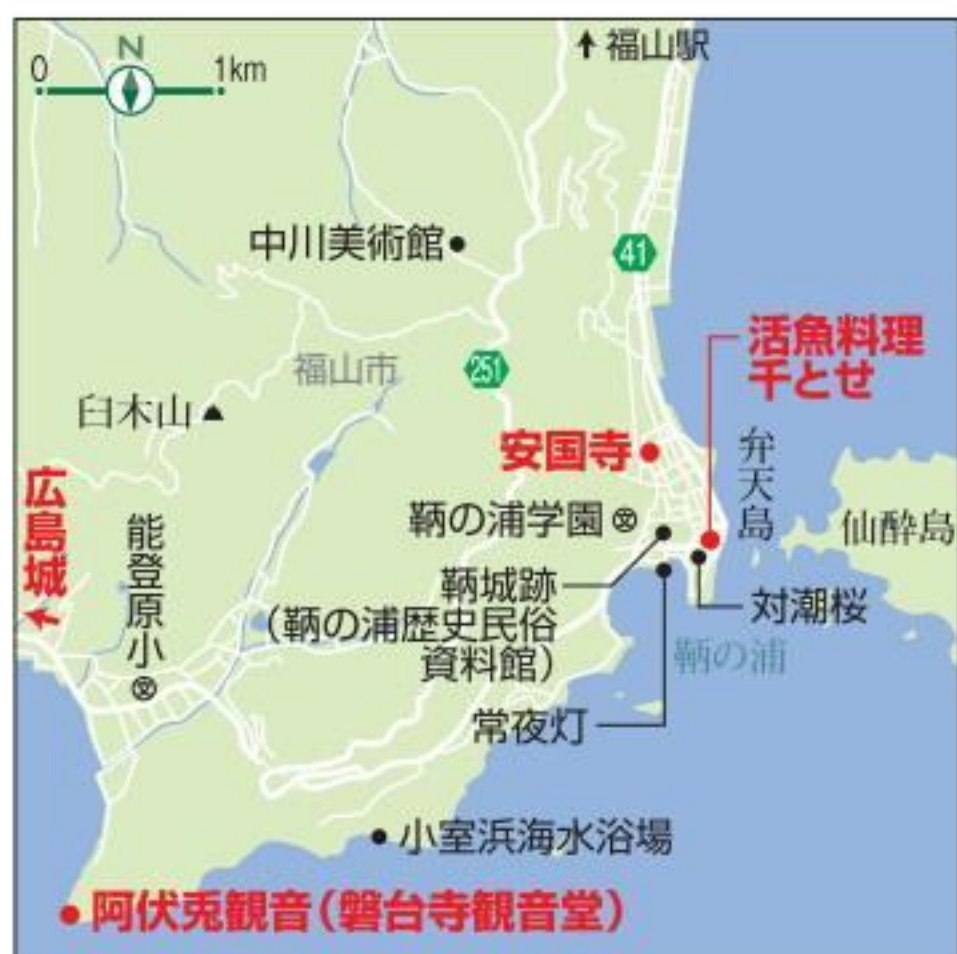 ↑福山駅
N
0 1km
中川美術館
41
活魚料理
千とせ
福山市
251
臼木山
安国寺
弁天島
広島城
能登原小
鞆の浦学園
仙酔島
鞆城跡
(鞆の浦歴史民俗
資料館)
対潮桜
鞆の浦
常夜灯
小室浜海水浴場
阿伏兎観音(磐台寺観音堂)